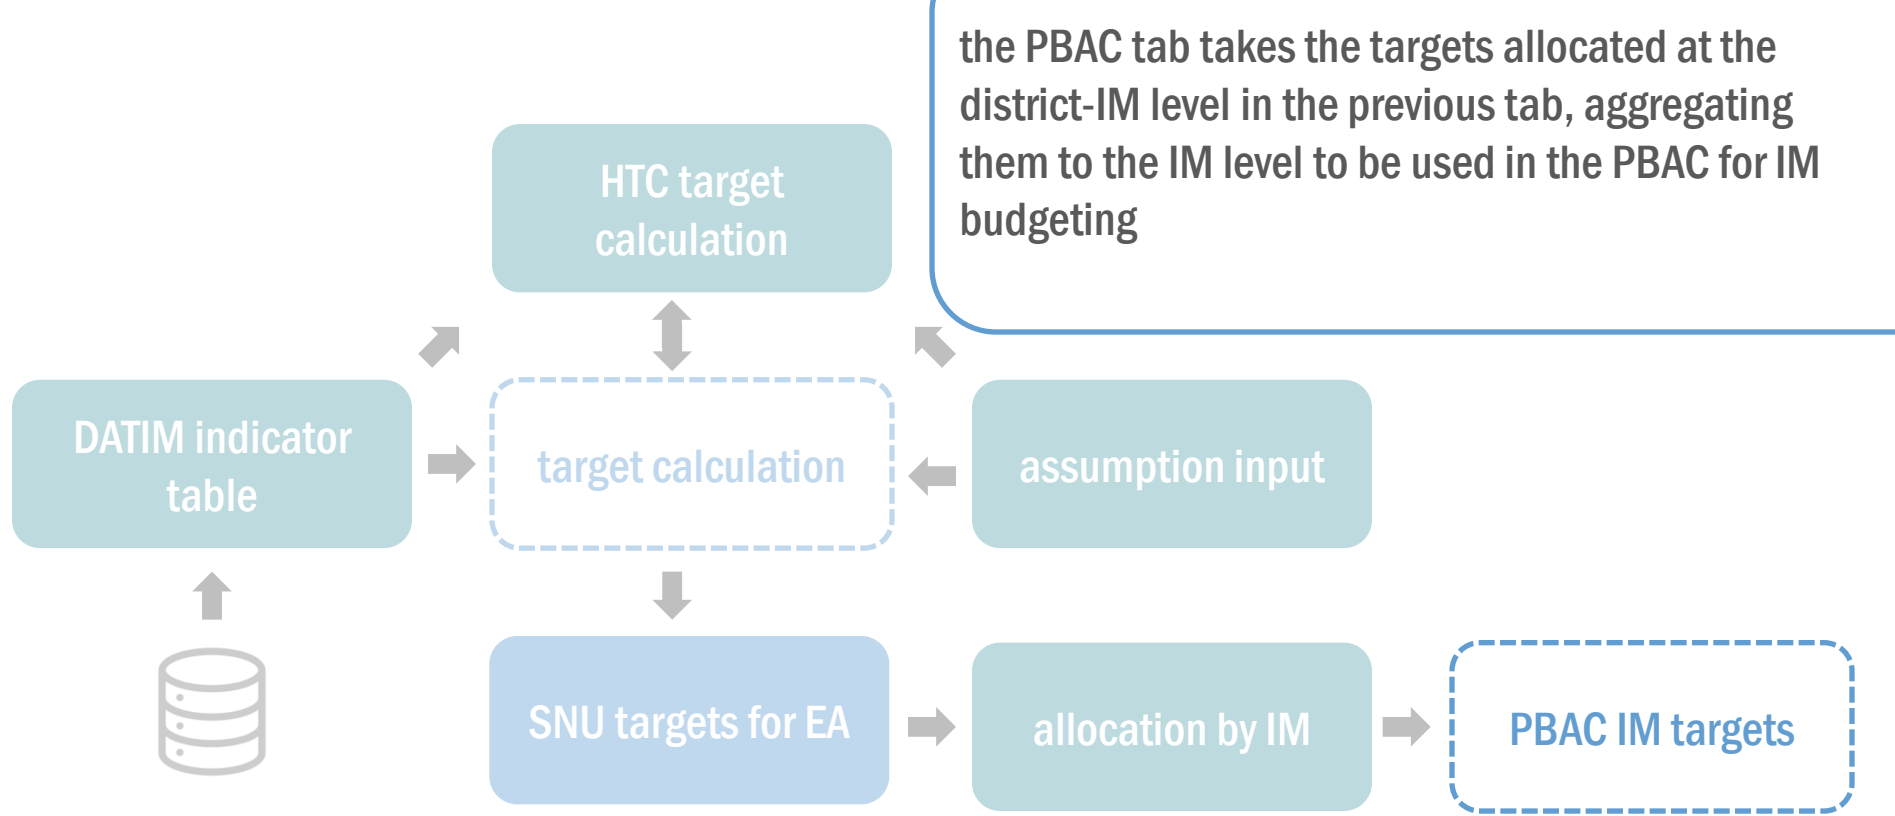 the PBAC tab takes the targets allocated at the
district-IM level in the previous tab, aggregating
them to the IM level to be used in the PBAC for IM
budgeting
HTC target
calculation
DATIM indicator
table
target calculation
assumption input
SNU targets for EA
allocation by IM
PBAC IM targets